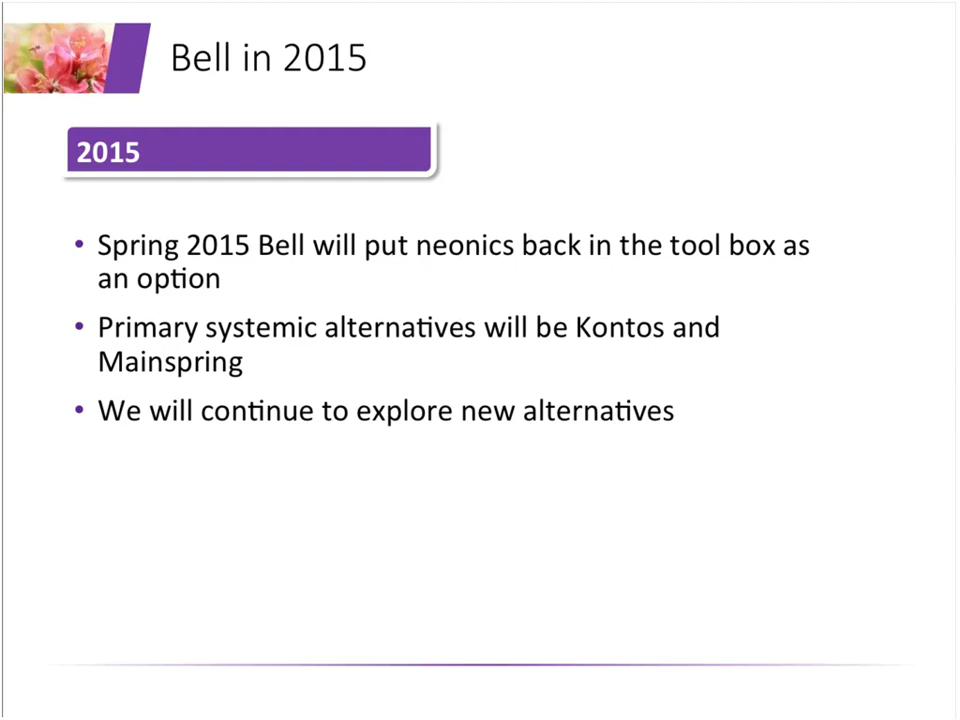 Bell in 2015
2015
• Spring 2015 Bell will put neonics back in the tool box as
an option
• Primary systemic alternatives will be Kontos and
Mainspring
• We will continue to explore new alternatives